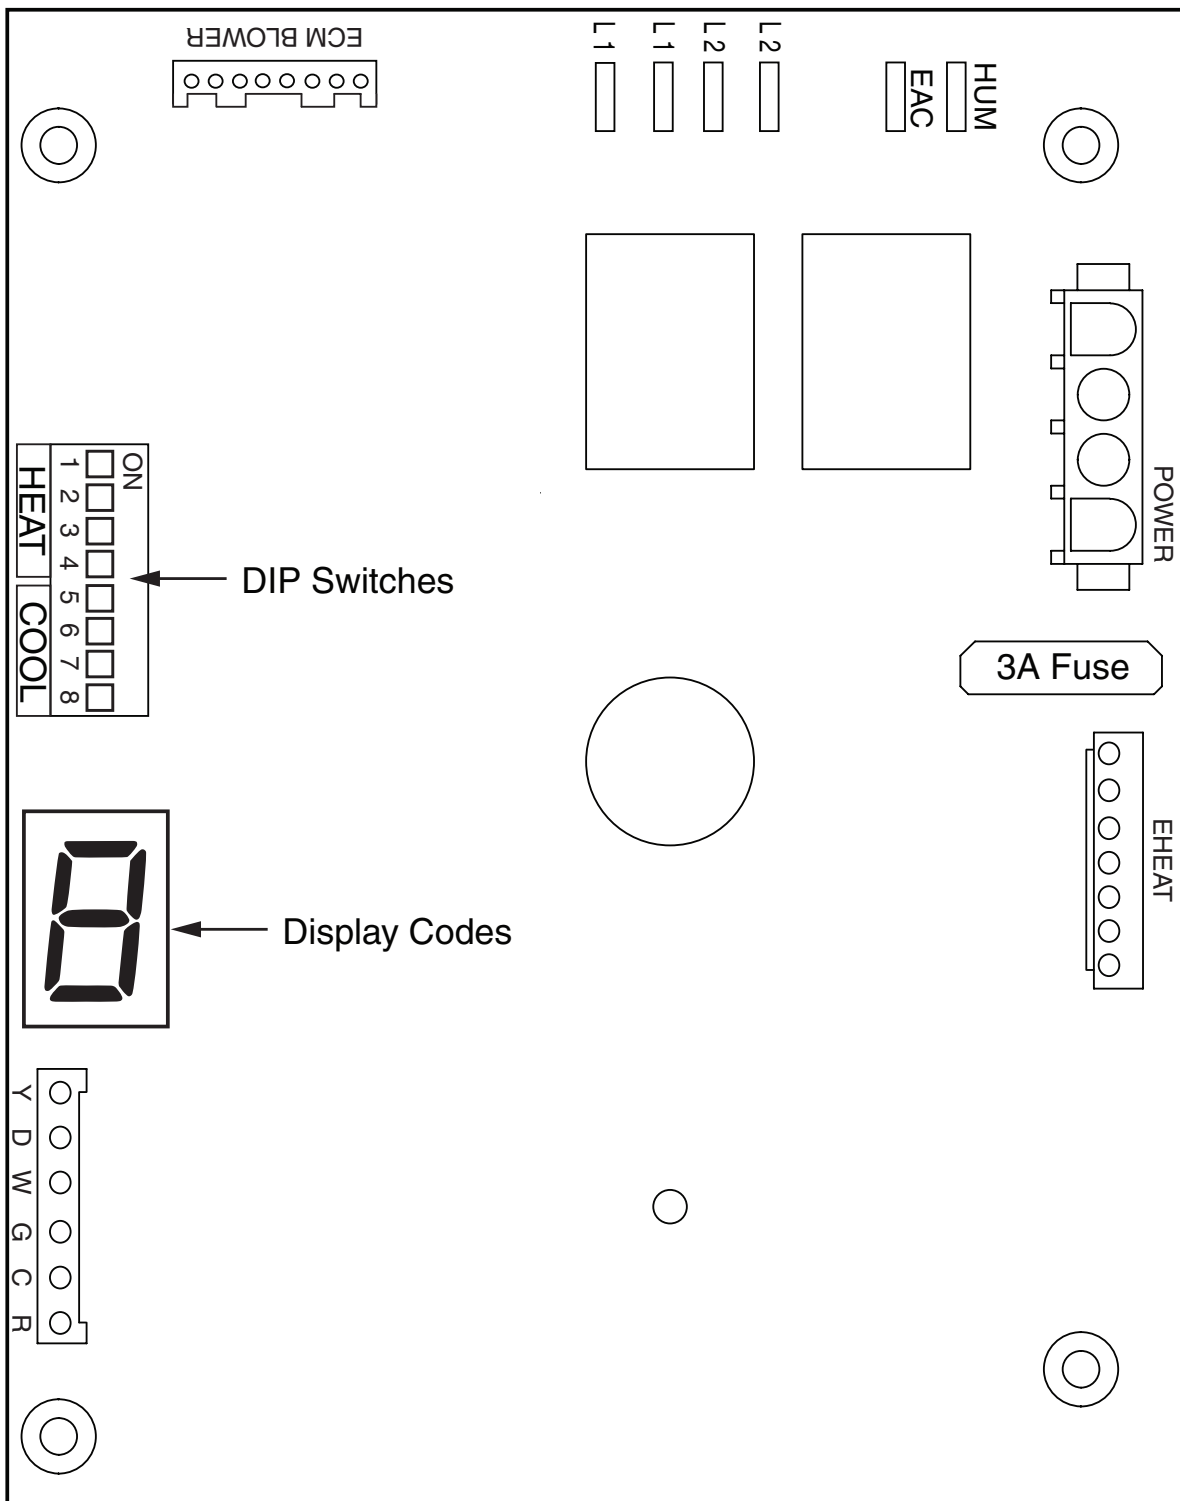 ECM BLOWER
L1
L1
L2
L2
EAC
HUM
POWER
HEAT
COOL
ON
1
2
3
4
5
6
7
8
DIP Switches
3A Fuse
EHEAT
Display Codes
Y
D
W
G
C
R